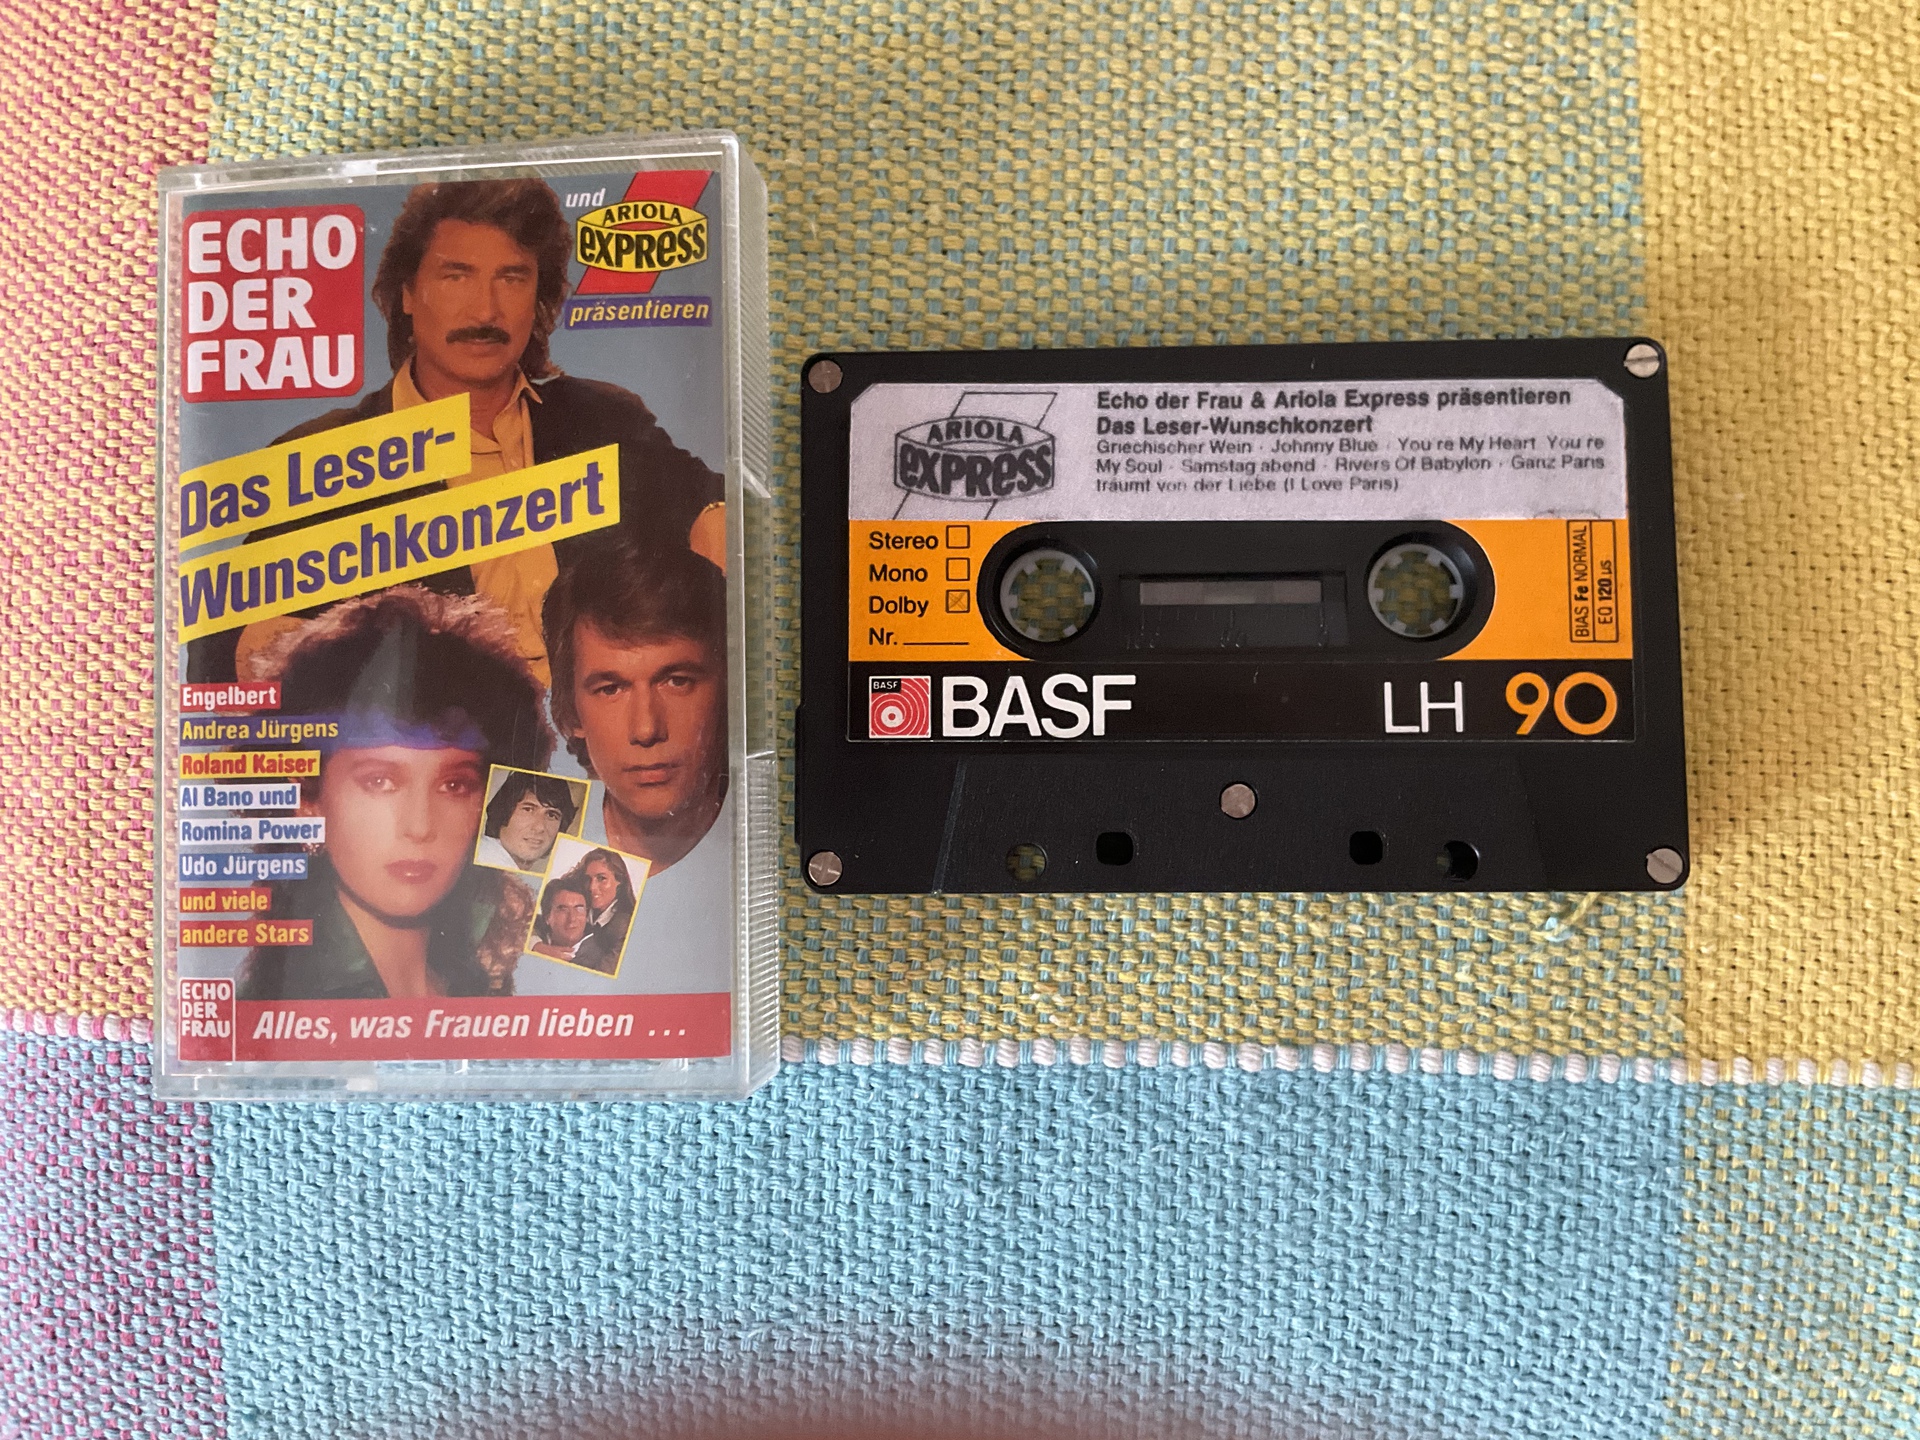 ECHO
DER
FRAU
und
ARIOLA
EXPRESS
präsentieren
Das Leser-
Wunschkonzert
Engelbert
Andrea Jürgens
Roland Kaiser
Al Bano und
Romina Power
Udo Jürgens
und viele
andere Stars
ECHO
DER
FRAU
Alles, was Frauen lieben ...
ARIOLA
EXPRESS
Echo der Frau & Ariola Express präsentieren
Das Leser-Wunschkonzert
Griechischer Wein · Johnny Blue · You're My Heart, You're
My Soul · Samstag abend · Rivers Of Babylon · Ganz Paris
träumt von der Liebe (I Love Paris)
Stereo
Mono
Dolby
Nr.
BIAS Fe NORMAL
EQ 120 µs
BASF
BASF
LH 90